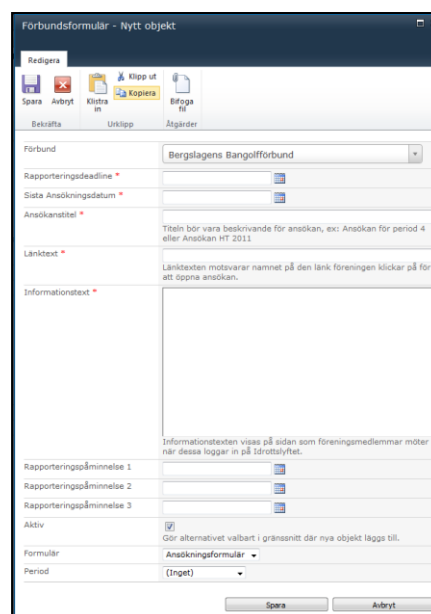 Förbundsformulär - Nytt objekt
Redigera
Spara
Avbryt
Klistra in
Klipp ut
Kopiera
Bifoga fil
Bekräfta
Urklipp
Åtgärder
Förbund
Bergslagens Bangolfförbund
Rapporteringsdeadline *
Sista Ansökningsdatum *
Ansökanstitel *
Titeln bör vara beskrivande för ansökan, ex: Ansökan för period 4
eller Ansökan HT 2011
Länktext *
Länktexten motsvarar namnet på den länk föreningen klickar på för
att öppna ansökan.
Informationstext *
Informationstexten visas på sidan som föreningsmedlemmar möter
när dessa loggar in på Idrottslyftet.
Rapporteringspåminnelse 1
Rapporteringspåminnelse 2
Rapporteringspåminnelse 3
Aktiv
Gör alternativet valbart i gränssnitt där nya objekt läggs till.
Formulär
Ansökningsformulär
Period
(Inget)
Spara
Avbryt